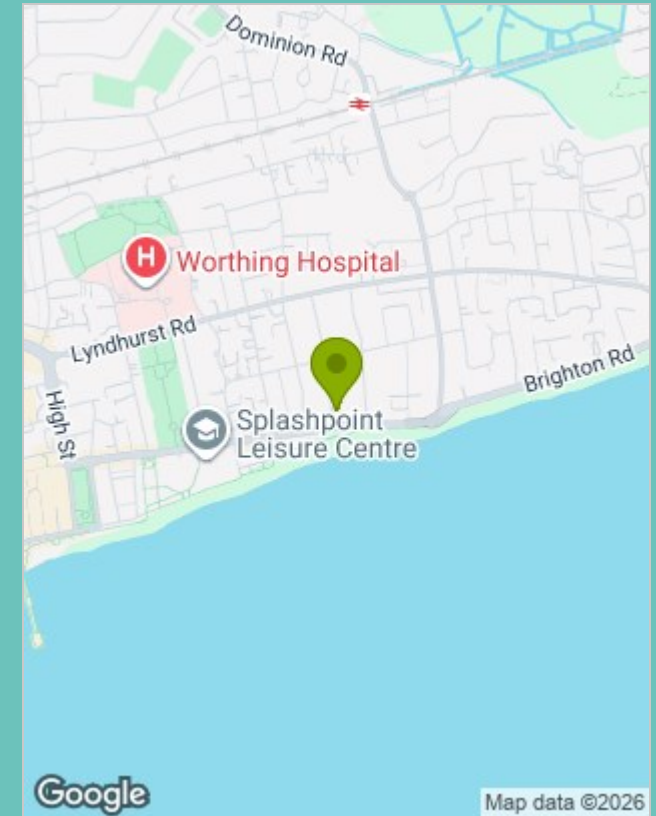 Dominion Rd
H
Worthing Hospital
Lyndhurst Rd
Brighton Rd
High St
Splashpoint
Leisure Centre
Google
Map data ©2026